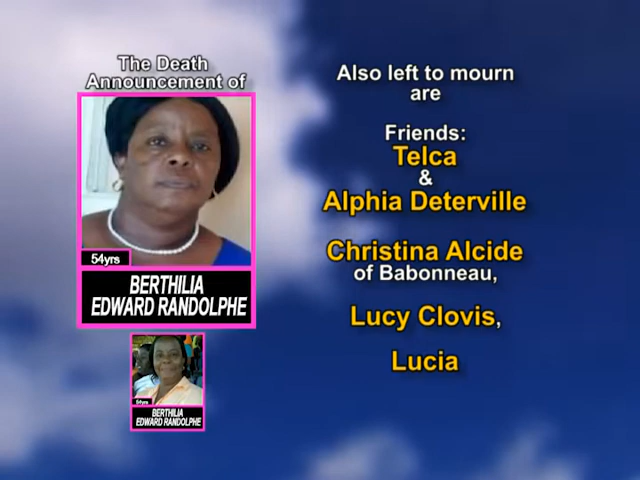 The Death
Announcement of
54yrs
BERTHILIA
EDWARD RANDOLPHE
54yrs
BERTHILIA
EDWARD RANDOLPHE
Also left to mourn
are
Friends:
Telca
&
Alphia Deterville
Christina Alcide
of Babonneau,
Lucy Clovis,
Lucia